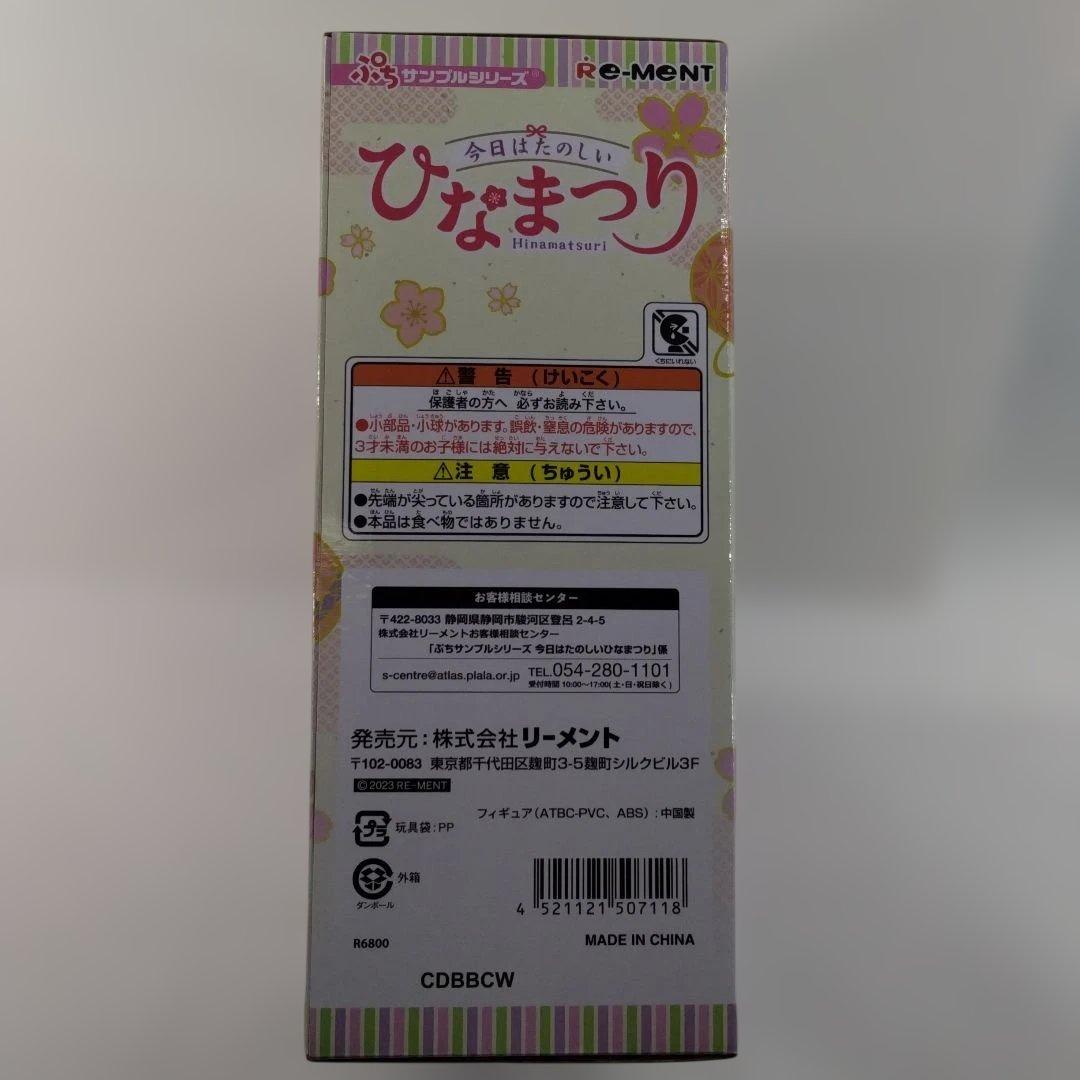 ぷちサンプルシリーズ®
Re-MeNT
今日はたのしい
ひなまつり
Hinamatsuri
くちにいれない
⚠警告(けいこく)
保護者の方へ 必ずお読み下さい。
●小部品・小球があります。誤飲・窒息の危険がありますので、
3才未満のお子様には絶対に与えないで下さい。
⚠注意(ちゅうい)
●先端が尖っている箇所がありますので注意して下さい。
●本品は食べ物ではありません。
お客様相談センター
〒422-8033 静岡県静岡市駿河区登呂 2-4-5
株式会社リーメントお客様相談センター
「ぷちサンプルシリーズ 今日はたのしいひなまつり」係
s-centre@atlas.plala.or.jp TEL.054-280-1101
受付時間 10:00〜17:00(土・日・祝日除く)
発売元:株式会社リーメント
〒102-0083 東京都千代田区麹町3-5麹町シルクビル3F
©2023 RE-MENT
フィギュア(ATBC-PVC、ABS):中国製
プラ 玩具袋:PP
外箱
ダンボール
4 521121 507118
R6800
MADE IN CHINA
CDBBCW